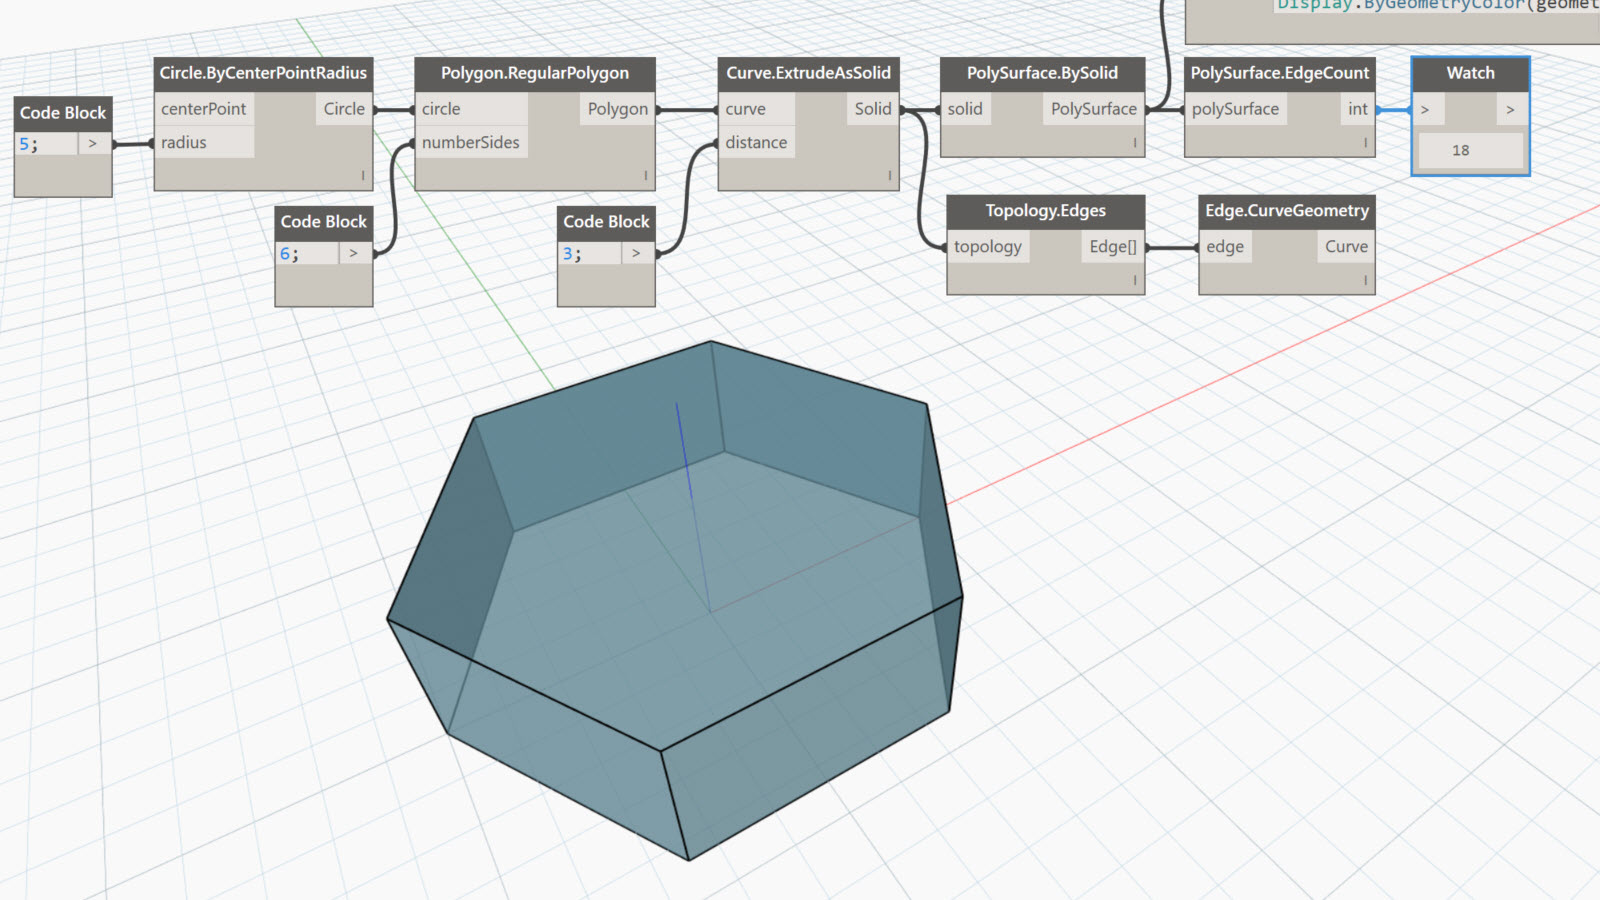 Display.ByGeometryColor(geomet
Code Block
5;
>
Circle.ByCenterPointRadius
centerPoint
Circle
radius
Code Block
6;
>
Polygon.RegularPolygon
circle
Polygon
numberSides
Code Block
3;
>
Curve.ExtrudeAsSolid
curve
Solid
distance
PolySurface.BySolid
solid
PolySurface
PolySurface.EdgeCount
polySurface
int
Watch
>
>
18
Topology.Edges
topology
Edge[]
Edge.CurveGeometry
edge
Curve